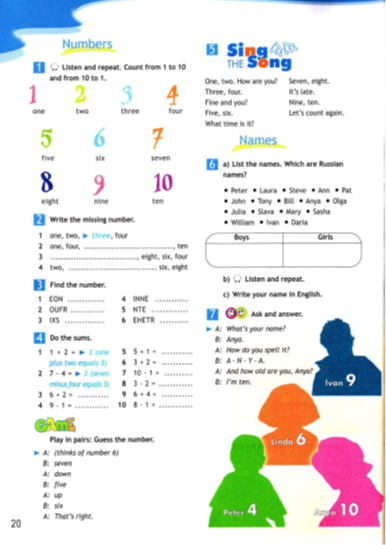 Numbers
1 Listen and repeat. Count from 1 to 10
and from 10 to 1.
1 2 3 4
one two three four
5 6 7
five six seven
8 9 10
eight nine ten
2 Write the missing number.
1 one, two, ► three, four
2 one, four, ...................................., ten
3 ...................................., eight, six, four
4 two, ...................................., six, eight
3 Find the number.
1 EON ............
2 OUFR ............
3 IXS ............
4 INNE ............
5 NTE ............
6 EHETR ............
4 Do the sums.
1 1 + 2 = ► 3 (one
plus two equals 3)
2 7 - 4 = ► 3 (seven
minus four equals 3)
3 6 + 2 = ............
4 9 - 1 = ............
5 5 + 1 = ............
6 3 + 2 = ............
7 10 - 1 = ............
8 3 - 2 = ............
9 6 + 4 = ............
10 8 - 1 = ............
GAME
Play in pairs: Guess the number.
► A: (thinks of number 6)
B: seven
A: down
B: five
A: up
B: six
A: That's right.
20
5 Sing
THE Song
One, two. How are you?
Three, four.
Fine and you?
Five, six.
What time is it?
Seven, eight.
It's late.
Nine, ten.
Let's count again.
Names
6 a) List the names. Which are Russian
names?
• Peter • Laura • Steve • Ann • Pat
• John • Tony • Bill • Anya • Olga
• Julia • Slava • Mary • Sasha
• William • Ivan • Daria
Boys Girls
b) Listen and repeat.
c) Write your name in English.
7 Ask and answer.
► A: What's your name?
B: Anya.
A: How do you spell it?
B: A - N - Y - A.
A: And how old are you, Anya?
B: I'm ten.
Ivan 9
Linda 6
Peter 4
Anya 10